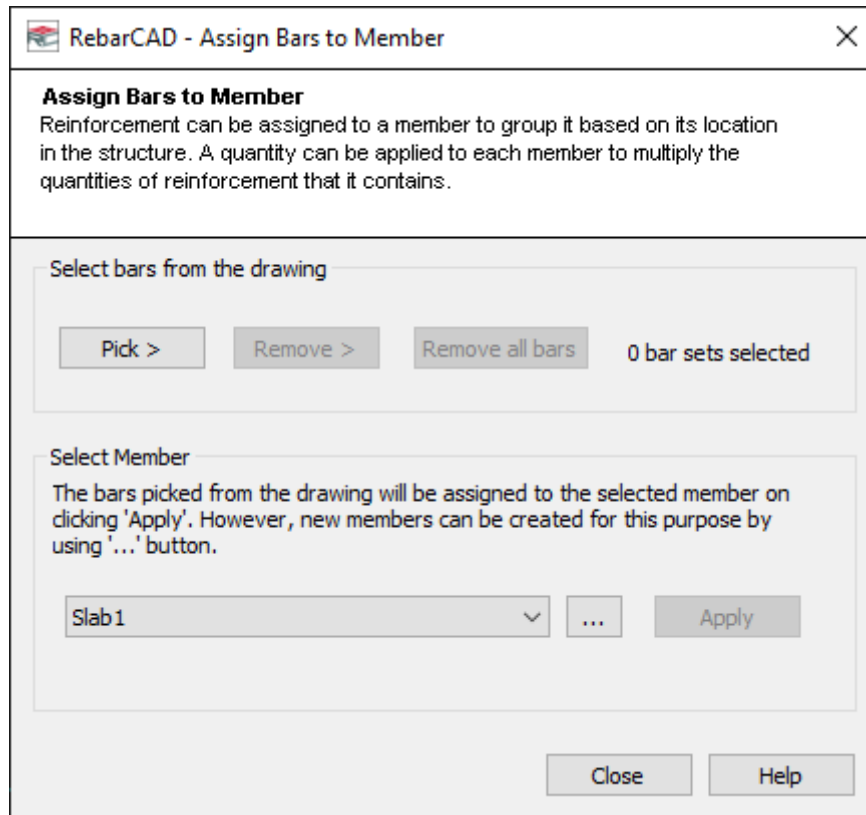 RebarCAD - Assign Bars to Member
Assign Bars to Member
Reinforcement can be assigned to a member to group it based on its location
in the structure. A quantity can be applied to each member to multiply the
quantities of reinforcement that it contains.
Select bars from the drawing
Pick > Remove > Remove all bars 0 bar sets selected
Select Member
The bars picked from the drawing will be assigned to the selected member on
clicking 'Apply'. However, new members can be created for this purpose by
using '...' button.
Slab1 ... Apply
Close Help